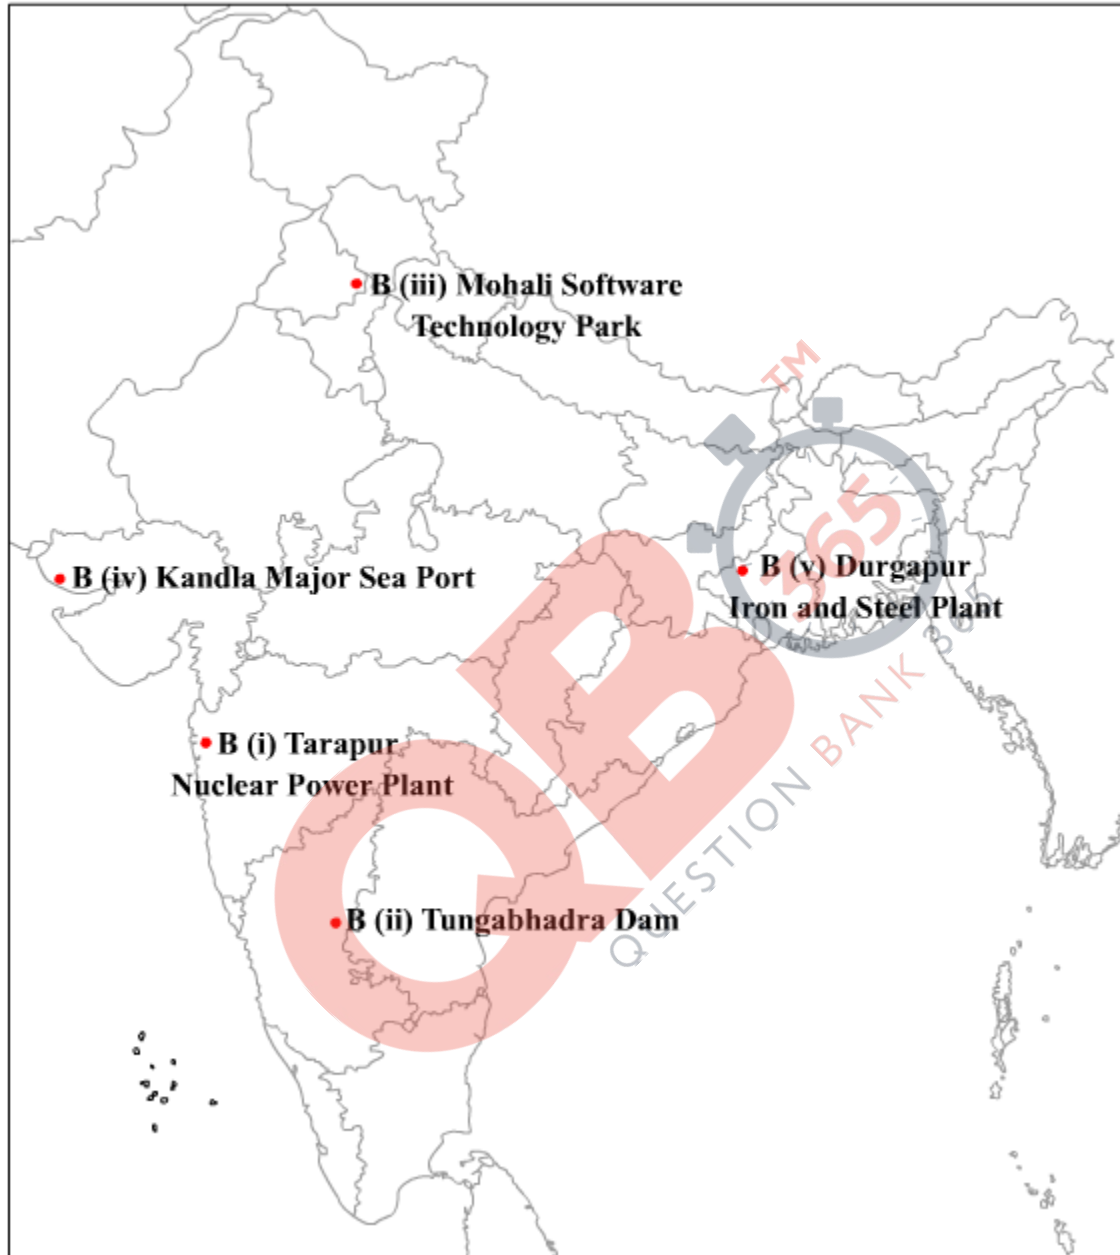 B (iii) Mohali Software
Technology Park
TM
365
B (iv) Kandla Major Sea Port
B (v) Durgapur
Iron and Steel Plant
B (i) Tarapur
Nuclear Power Plant
B (ii) Tungabhadra Dam
QB
QUESTION BANK 365